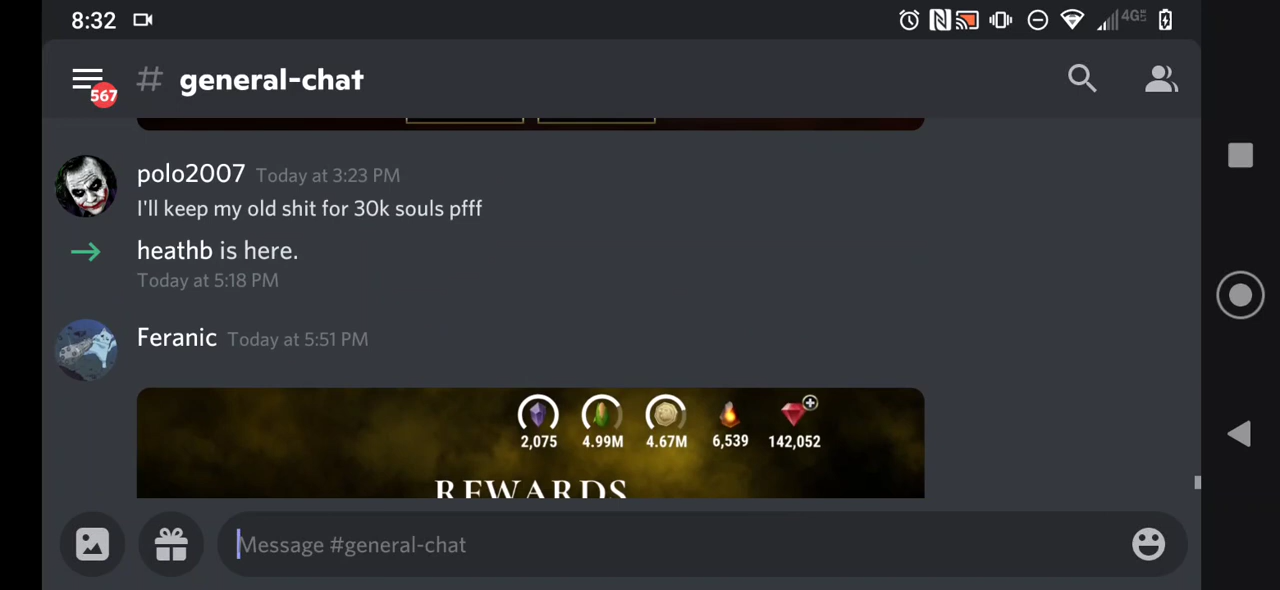 8:32
4GE
567
# general-chat
polo2007 Today at 3:23 PM
I'll keep my old shit for 30k souls pfff
heathb is here.
Today at 5:18 PM
Feranic Today at 5:51 PM
2,075 4.99M 4.67M 6,539 142,052
REWARDS
Message #general-chat